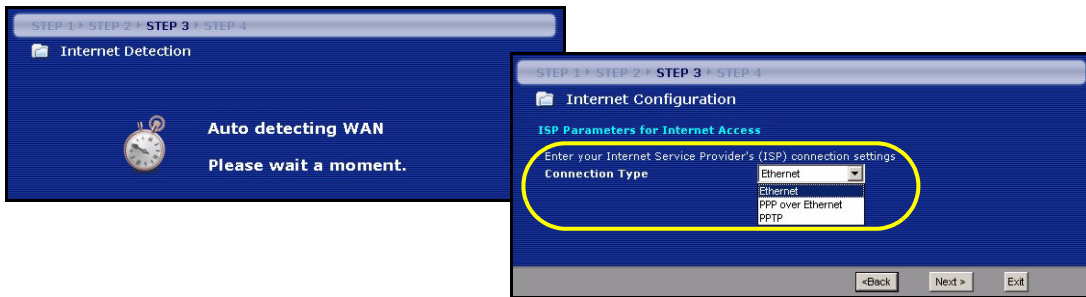 STEP 1 ▸ STEP 2 ▸ STEP 3 ▸ STEP 4
Internet Detection
Auto detecting WAN
Please wait a moment.
STEP 1 ▸ STEP 2 ▸ STEP 3 ▸ STEP 4
Internet Configuration
ISP Parameters for Internet Access
Enter your Internet Service Provider's (ISP) connection settings
Connection Type Ethernet
Ethernet
PPP over Ethernet
PPTP
<Back Next > Exit